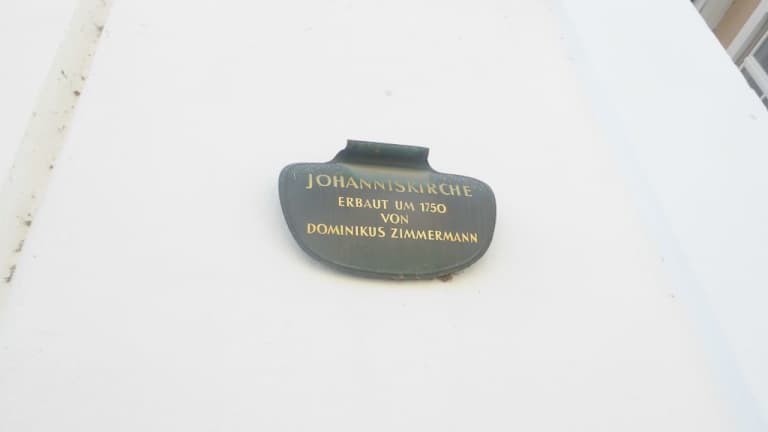 JOHANNISKIRCHE
ERBAUT UM 1750
VON
DOMINIKUS ZIMMERMANN